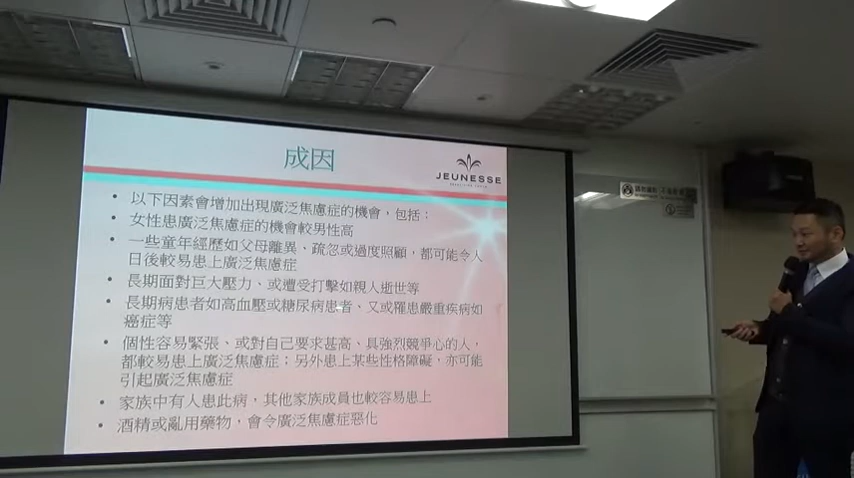 成因
JEUNESSE
• 以下因素會增加出現廣泛焦慮症的機會，包括：
• 女性患廣泛焦慮症的機會較男性高
• 一些童年經歷如父母離異、疏忽或過度照顧，都可能令人
日後較易患上廣泛焦慮症
• 長期面對巨大壓力、或遭受打擊如親人逝世等
• 長期病患者如高血壓或糖尿病患者、又或罹患嚴重疾病如
癌症等
• 個性容易緊張、或對自己要求甚高、具強烈競爭心的人，
都較易患上廣泛焦慮症；另外患上某些性格障礙，亦可能
引起廣泛焦慮症
• 家族中有人患此病，其他家族成員也較容易患上
• 酒精或亂用藥物，會令廣泛焦慮症惡化